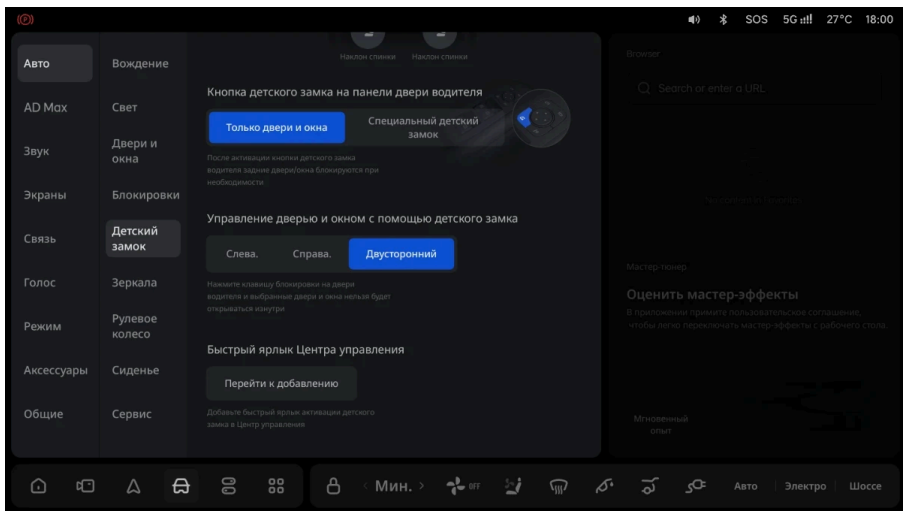 SOS 5G 27°C 18:00
Авто
AD Max
Звук
Экраны
Связь
Голос
Режим
Аксессуары
Общие
Вождение
Свет
Двери и
окна
Блокировки
Детский
замок
Зеркала
Рулевое
колесо
Сиденье
Сервис
Наклон спинки Наклон спинки
Кнопка детского замка на панели двери водителя
Только двери и окна
Специальный детский
замок
После активации кнопки детского замка
водителя задние двери/окна блокируются при
необходимости
Управление дверью и окном с помощью детского замка
Слева. Справа. Двусторонний
Нажмите клавишу блокировки на двери
водителя и выбранные двери и окна нельзя будет
открываться изнутри
Быстрый ярлык Центра управления
Перейти к добавлению
Добавьте быстрый ярлык активации детского
замка в Центр управления
Browser
Search or enter a URL
Мастер-тюнер
Оценить мастер-эффекты
В приложении примите пользовательское соглашение,
чтобы легко переключать мастер-эффекты с рабочего стола.
Мгновенный
опыт
Мин. OFF Авто Электро Шоссе